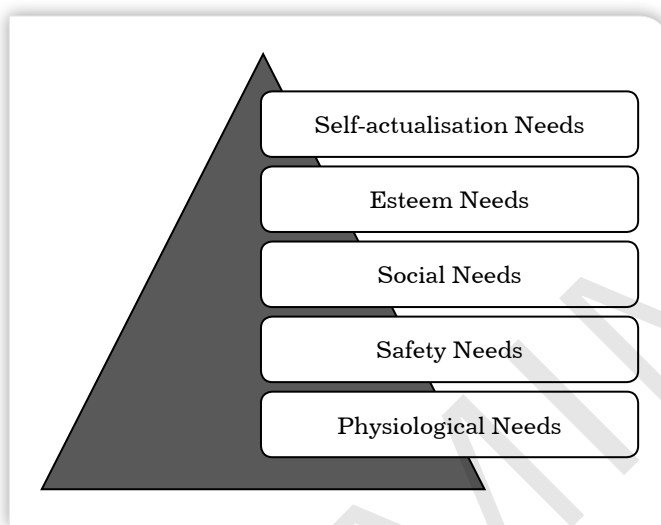 Self-actualisation Needs
Esteem Needs
Social Needs
Safety Needs
Physiological Needs